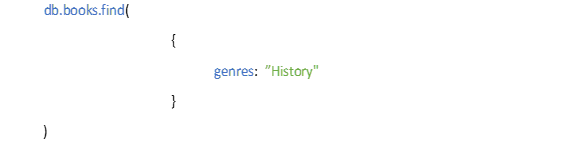 db.books.find(
{
genres: "History"
}
)